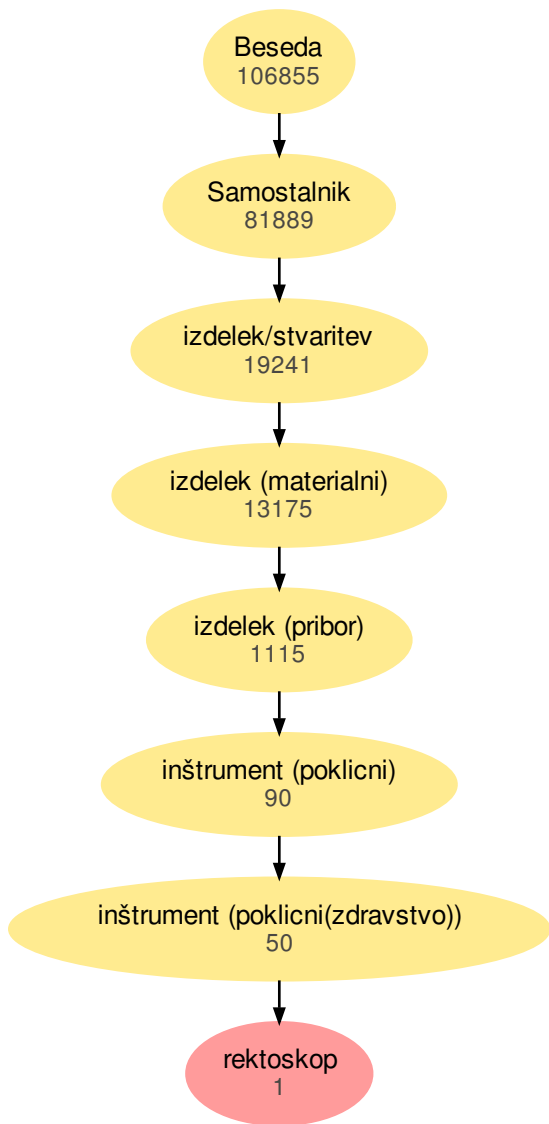 Beseda
106855
Samostalnik
81889
izdelek/stvaritev
19241
izdelek (materialni)
13175
izdelek (pribor)
1115
inštrument (poklicni)
90
inštrument (poklicni(zdravstvo))
50
rektoskop
1